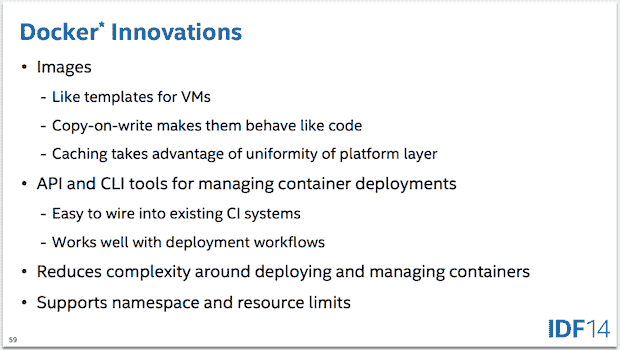 Docker* Innovations
• Images
- Like templates for VMs
- Copy-on-write makes them behave like code
- Caching takes advantage of uniformity of platform layer
• API and CLI tools for managing container deployments
- Easy to wire into existing CI systems
- Works well with deployment workflows
• Reduces complexity around deploying and managing containers
• Supports namespace and resource limits
59
IDF14